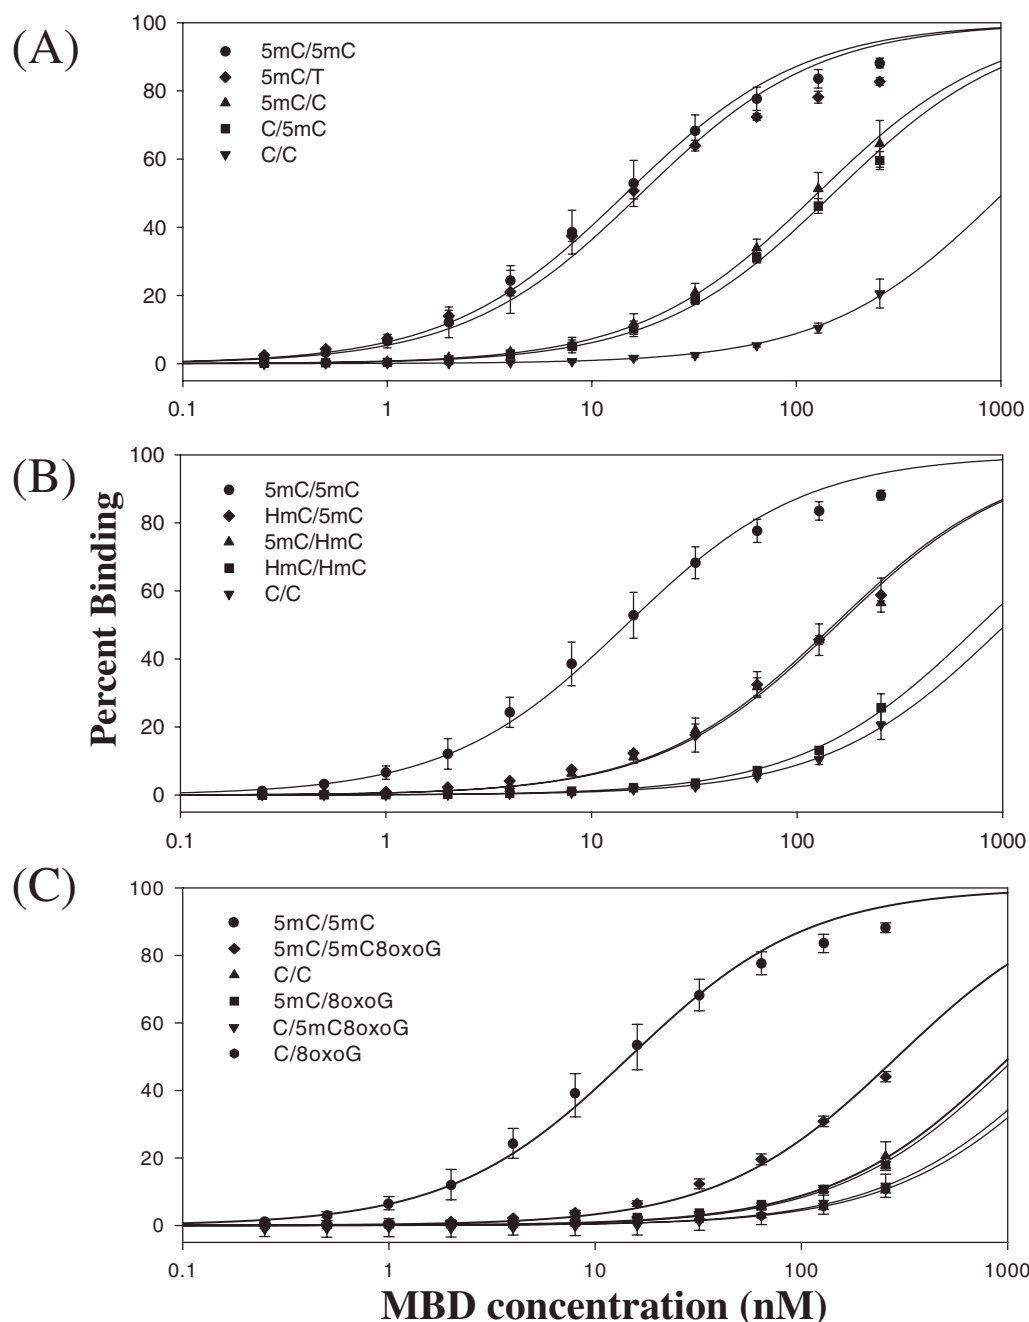 (A)
100
80
60
40
20
0
5mC/5mC
5mC/T
5mC/C
C/5mC
C/C
0.1 1 10 100 1000
(B)
100
80
60
40
20
0
5mC/5mC
HmC/5mC
5mC/HmC
HmC/HmC
C/C
0.1 1 10 100 1000
Percent Binding
(C)
100
80
60
40
20
0
5mC/5mC
5mC/5mC8oxoG
C/C
5mC/8oxoG
C/5mC8oxoG
C/8oxoG
0.1 1 10 100 1000
MBD concentration (nM)